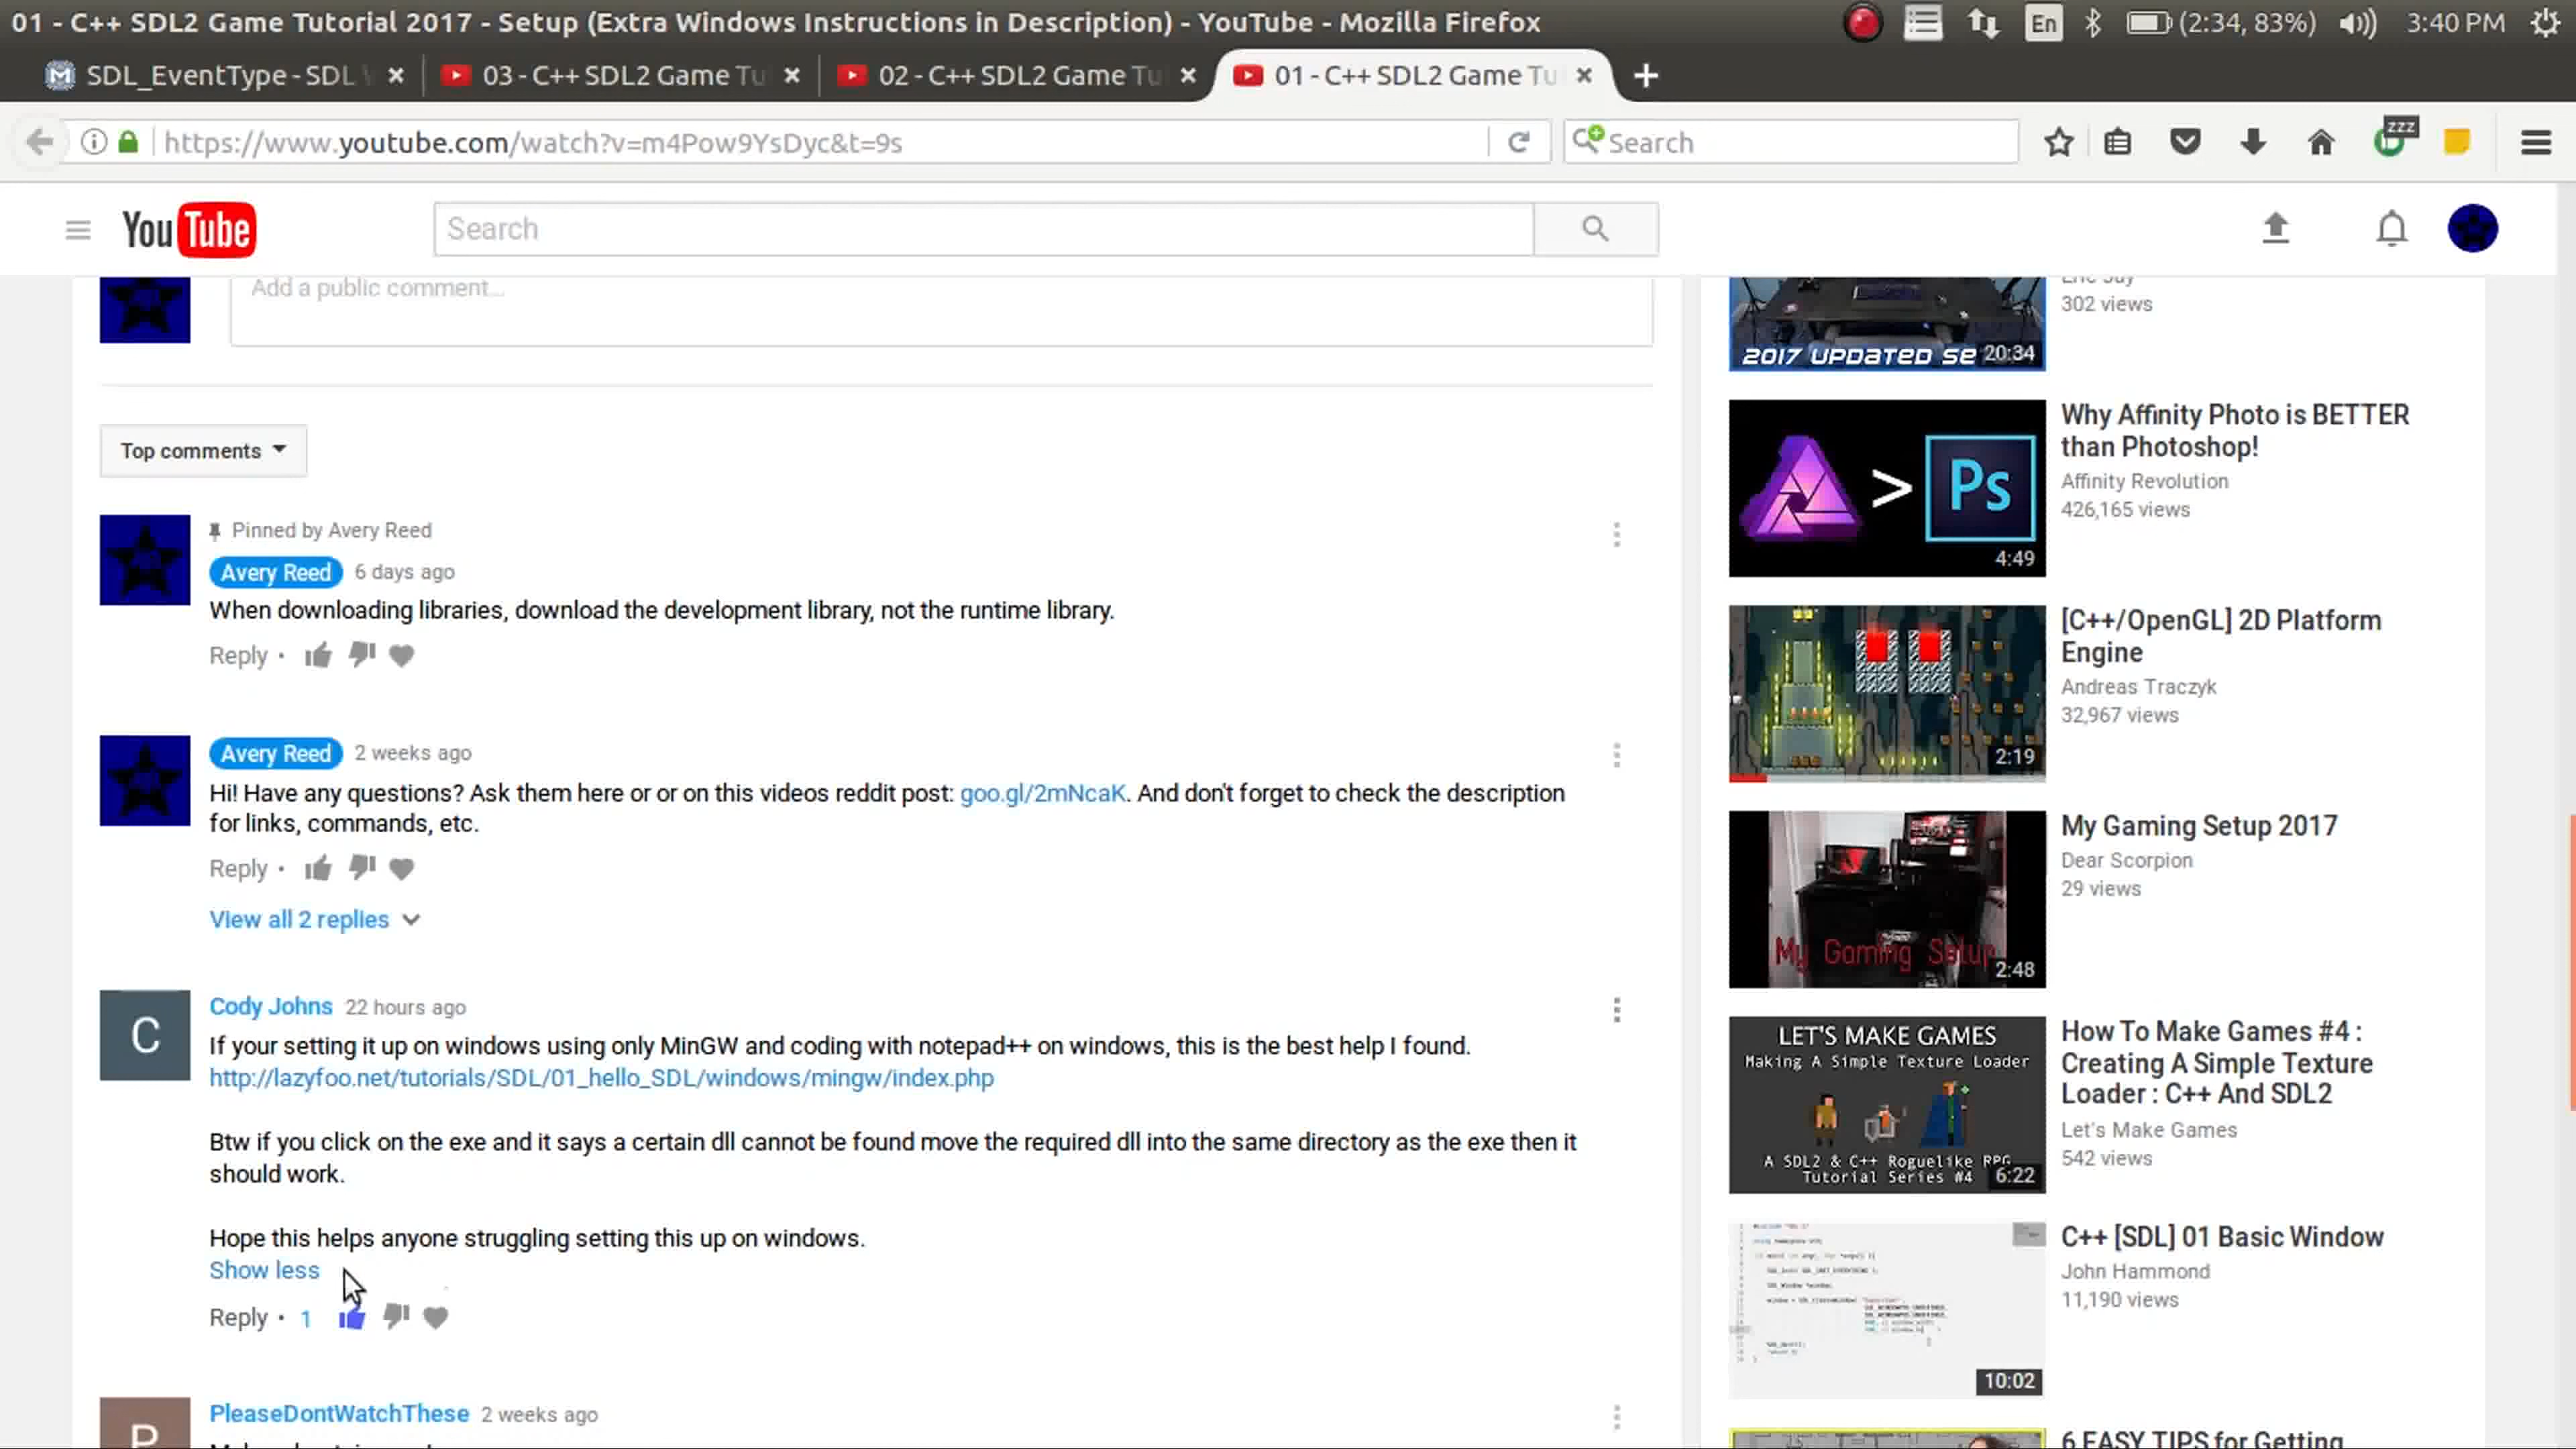 01 - C++ SDL2 Game Tutorial 2017 - Setup (Extra Windows Instructions in Description) - YouTube - Mozilla Firefox
En
(2:34, 83%)
3:40 PM
SDL_EventType - SDL
03 - C++ SDL2 Game Tu
02 - C++ SDL2 Game Tu
01 - C++ SDL2 Game Tu
https://www.youtube.com/watch?v=m4Pow9YsDyc&t=9s
Search
zzz
YouTube
Search
Add a public comment...
Top comments
Pinned by Avery Reed
Avery Reed 6 days ago
When downloading libraries, download the development library, not the runtime library.
Reply •
Avery Reed 2 weeks ago
Hi! Have any questions? Ask them here or or on this videos reddit post: goo.gl/2mNcaK. And don't forget to check the description
for links, commands, etc.
Reply •
View all 2 replies
C
Cody Johns 22 hours ago
If your setting it up on windows using only MinGW and coding with notepad++ on windows, this is the best help I found.
http://lazyfoo.net/tutorials/SDL/01_hello_SDL/windows/mingw/index.php
Btw if you click on the exe and it says a certain dll cannot be found move the required dll into the same directory as the exe then it
should work.
Hope this helps anyone struggling setting this up on windows.
Show less
Reply • 1
P
PleaseDontWatchThese 2 weeks ago
2017 UPDATED SE
20:34
302 views
> Ps
4:49
Why Affinity Photo is BETTER
than Photoshop!
Affinity Revolution
426,165 views
2:19
[C++/OpenGL] 2D Platform
Engine
Andreas Traczyk
32,967 views
My Gaming Setup
2:48
My Gaming Setup 2017
Dear Scorpion
29 views
LET'S MAKE GAMES
Making A Simple Texture Loader
A SDL2 & C++ Roguelike RPG
Tutorial Series #4
6:22
How To Make Games #4 :
Creating A Simple Texture
Loader : C++ And SDL2
Let's Make Games
542 views
10:02
C++ [SDL] 01 Basic Window
John Hammond
11,190 views
6 EASY TIPS for Getting